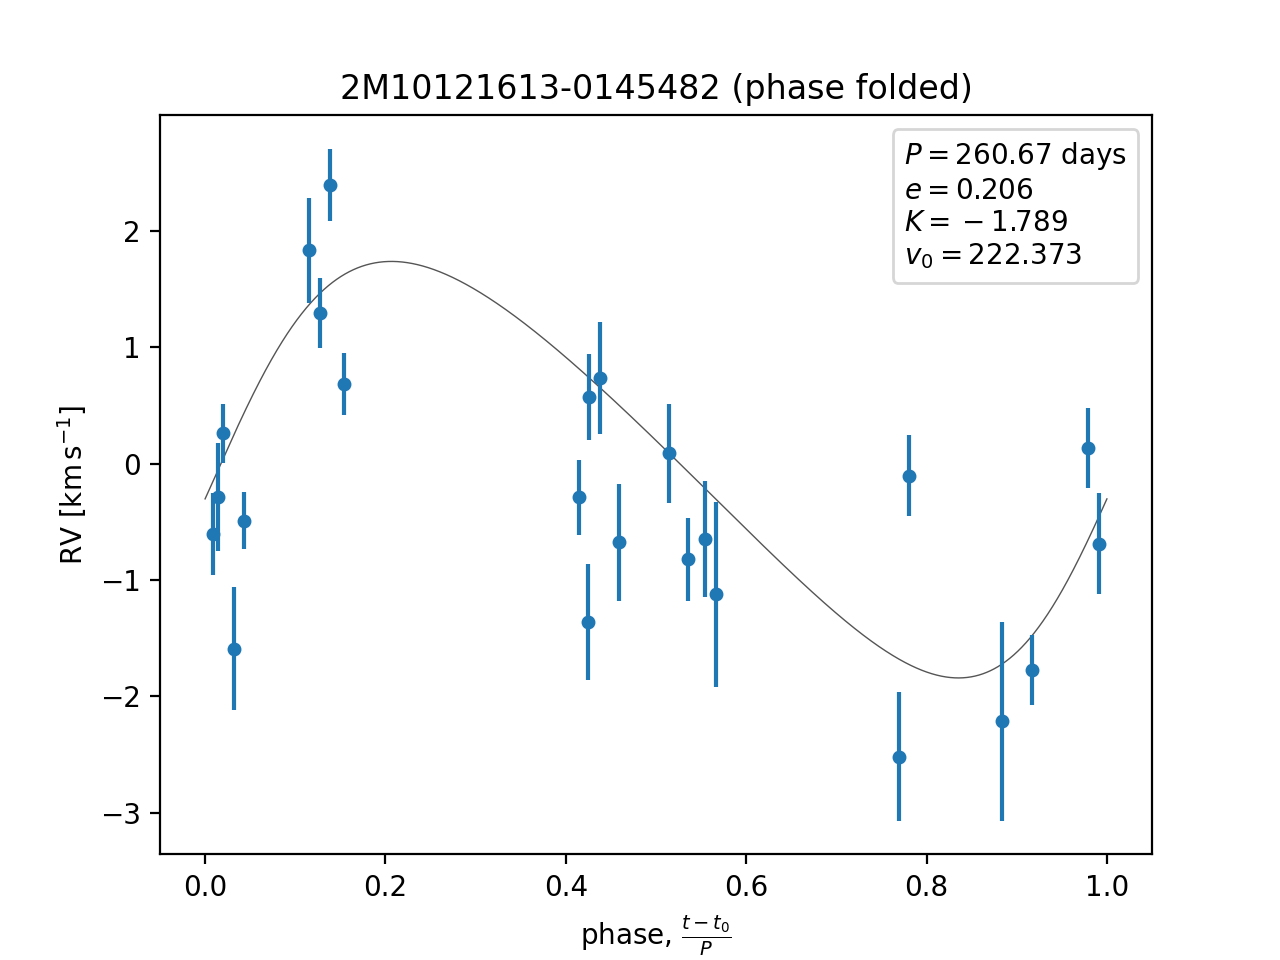 2M10121613-0145482 (phase folded)
P = 260.67 days
e = 0.206
K = −1.789
v₀ = 222.373
RV [km s⁻¹]
2
1
0
−1
−2
−3
0.0 0.2 0.4 0.6 0.8 1.0
phase, (t − t₀)/P